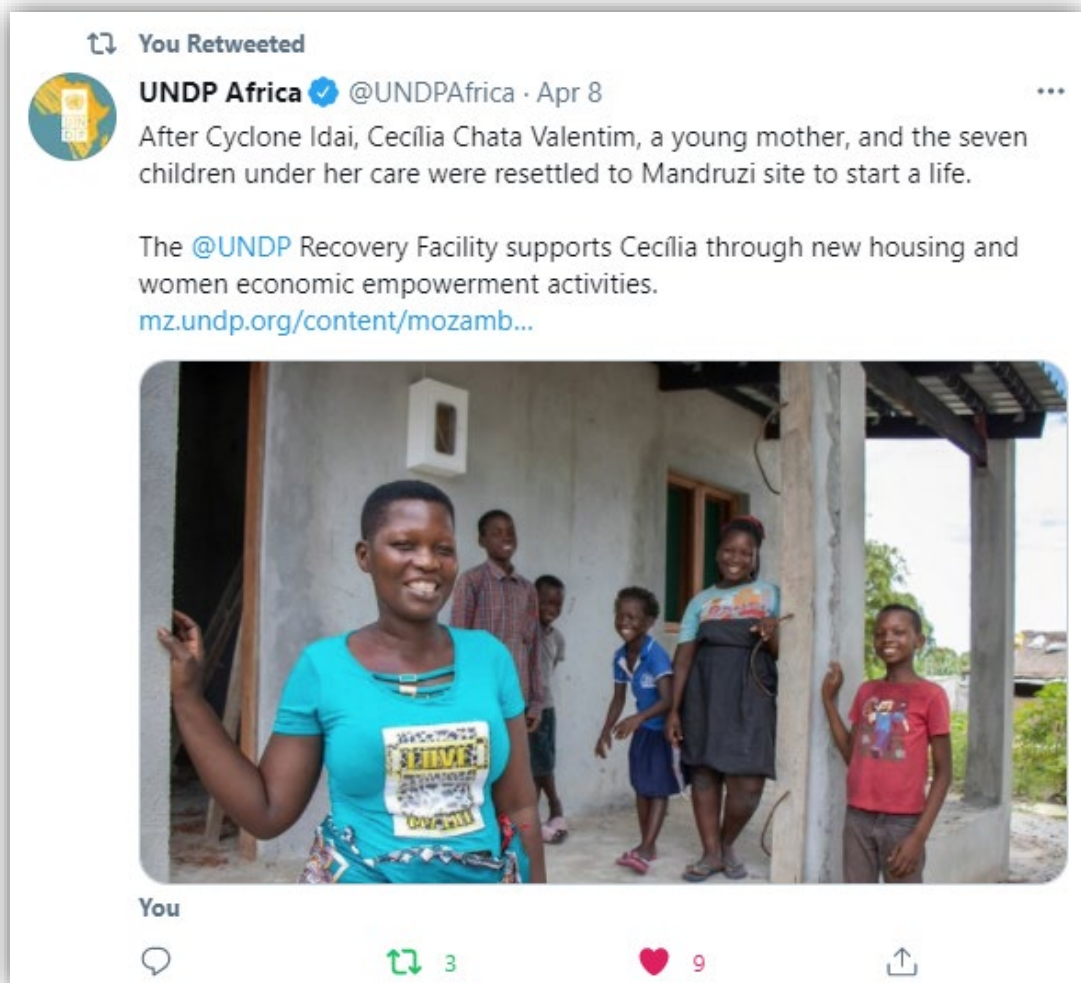 You Retweeted
UNDP Africa @UNDPAfrica · Apr 8
After Cyclone Idai, Cecília Chata Valentim, a young mother, and the seven
children under her care were resettled to Mandruzi site to start a life.
The @UNDP Recovery Facility supports Cecília through new housing and
women economic empowerment activities.
mz.undp.org/content/mozamb...
LOVE
You
3 9